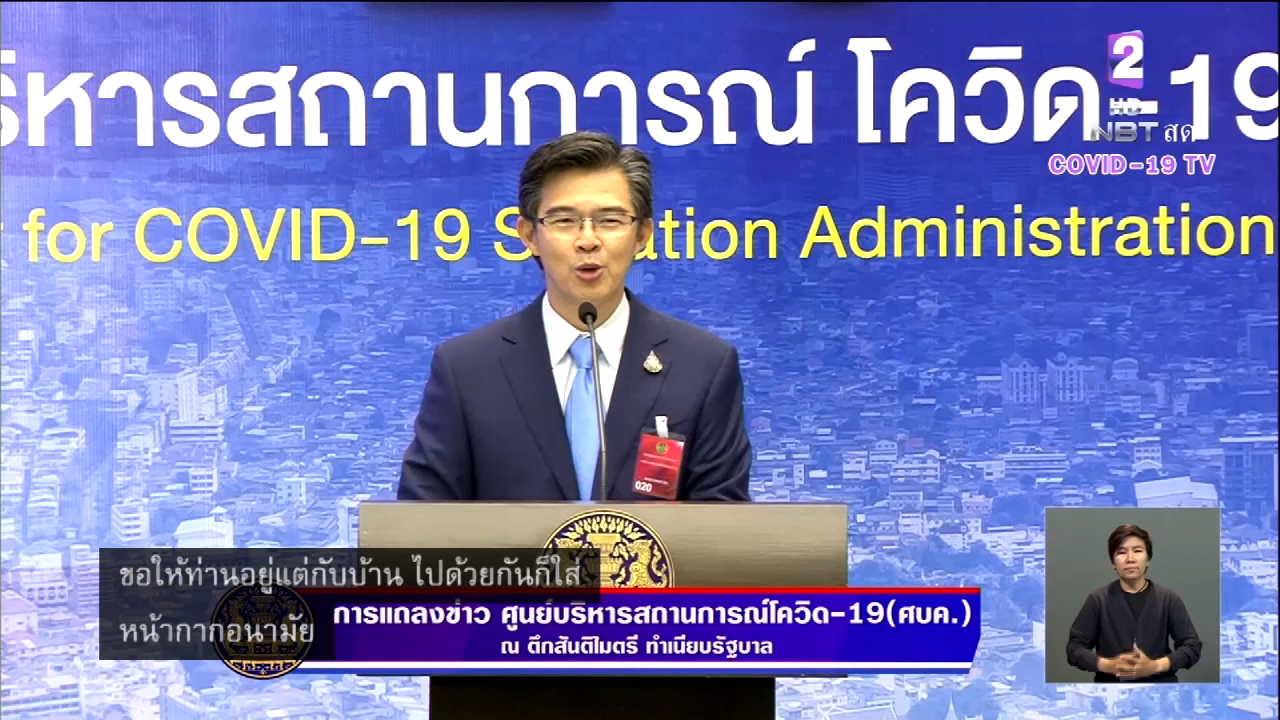 ริหารสถานการณ์ โควิด-19
for COVID-19 S ation Administration
2
HD
NBT สด
COVID-19 TV
020
ขอให้ท่านอยู่แต่กับบ้าน ไปด้วยกันก็ใส่
หน้ากากอนามัย
การแถลงข่าว ศูนย์บริหารสถานการณ์โควิด-19(ศบค.)
ณ ตึกสันติไมตรี ทำเนียบรัฐบาล